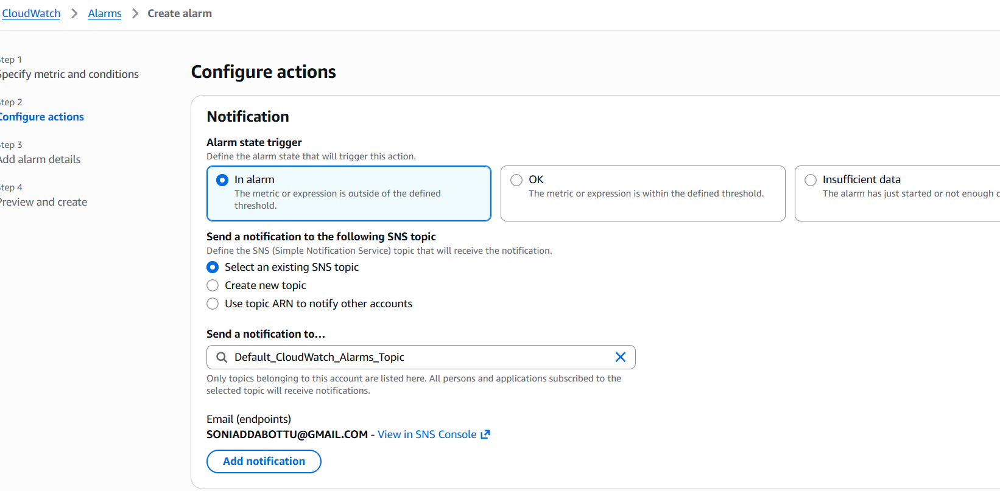 CloudWatch > Alarms > Create alarm
tep 1
Specify metric and conditions
tep 2
Configure actions
tep 3
Add alarm details
tep 4
Preview and create
Configure actions
Notification
Alarm state trigger
Define the alarm state that will trigger this action.
In alarm
The metric or expression is outside of the defined
threshold.
OK
The metric or expression is within the defined threshold.
Insufficient data
The alarm has just started or not enough
Send a notification to the following SNS topic
Define the SNS (Simple Notification Service) topic that will receive the notification.
Select an existing SNS topic
Create new topic
Use topic ARN to notify other accounts
Send a notification to...
Default_CloudWatch_Alarms_Topic
Only topics belonging to this account are listed here. All persons and applications subscribed to the
selected topic will receive notifications.
Email (endpoints)
SONIADDABOTTU@GMAIL.COM - View in SNS Console
Add notification